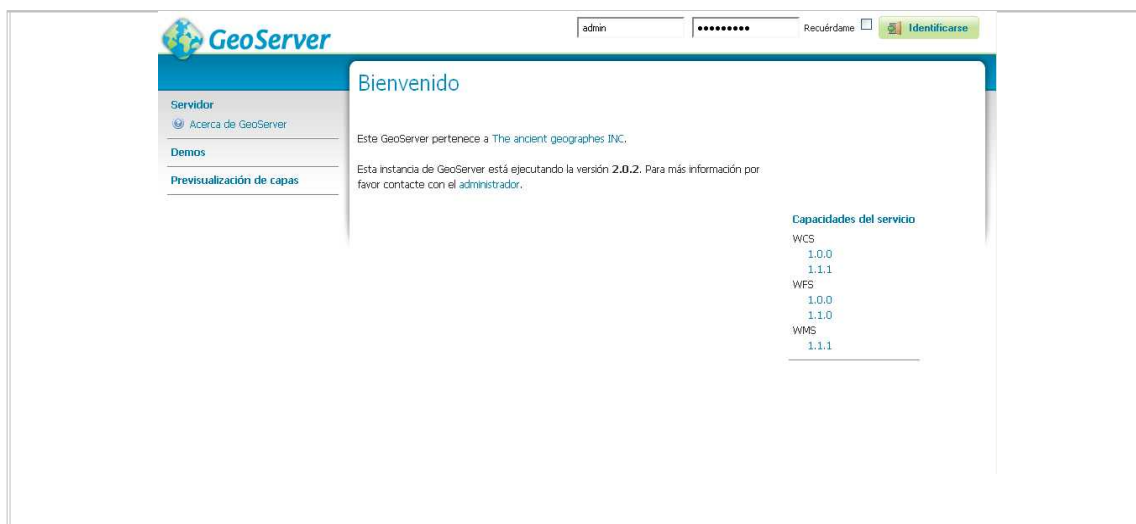 GeoServer
admin
•••••••••
Recuérdame
Identificarse
Servidor
Acerca de GeoServer
Demos
Previsualización de capas
Bienvenido
Este GeoServer pertenece a The ancient geographes INC.
Esta instancia de GeoServer está ejecutando la versión 2.0.2. Para más información por
favor contacte con el administrador.
Capacidades del servicio
WCS
1.0.0
1.1.1
WFS
1.0.0
1.1.0
WMS
1.1.1